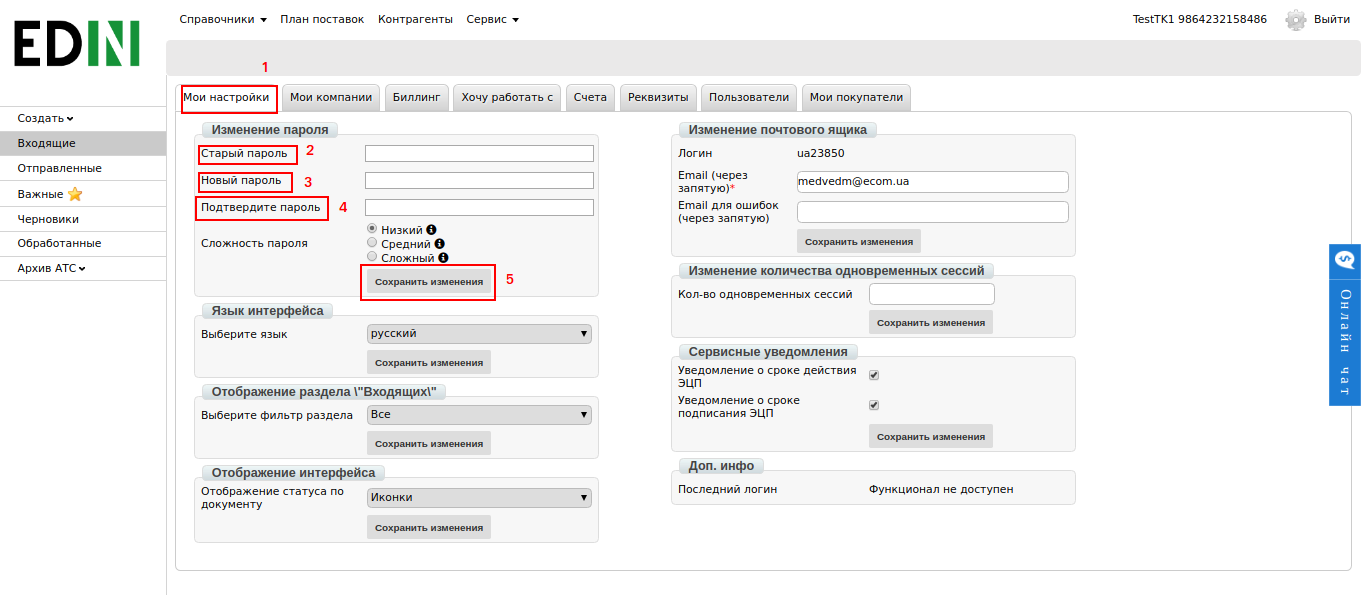 EDIN
Справочники План поставок Контрагенты Сервис
TestTK1 9864232158486 Выйти
1
Мои настройки Мои компании Биллинг Хочу работать с Счета Реквизиты Пользователи Мои покупатели
Создать
Входящие
Отправленные
Важные
Черновики
Обработанные
Архив АТС
Изменение пароля
Старый пароль 2
Новый пароль 3
Подтвердите пароль 4
Сложность пароля
Низкий
Средний
Сложный
Сохранить изменения 5
Язык интерфейса
Выберите язык русский
Сохранить изменения
Отображение раздела \"Входящих\"
Выберите фильтр раздела Все
Сохранить изменения
Отображение интерфейса
Отображение статуса по
документу
Иконки
Сохранить изменения
Изменение почтового ящика
Логин ua23850
Email (через
запятую)*
medvedm@ecom.ua
Email для ошибок
(через запятую)
Сохранить изменения
Изменение количества одновременных сессий
Кол-во одновременных сессий
Сохранить изменения
Сервисные уведомления
Уведомление о сроке действия
ЭЦП
Уведомление о сроке
подписания ЭЦП
Сохранить изменения
Доп. инфо
Последний логин Функционал не доступен
Онлайн чат